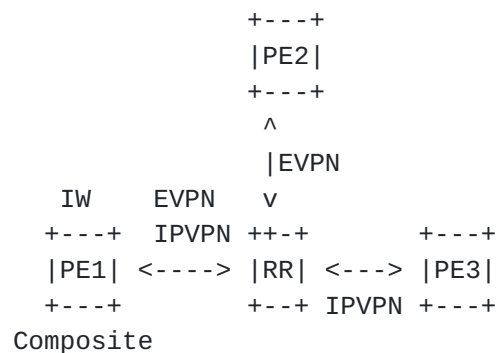 +---+
|PE2|
+---+
^
|EVPN
IW EVPN v
+---+ IPVPN ++-+ +---+
|PE1| <----> |RR| <---> |PE3|
+---+ +--+ IPVPN +---+
Composite